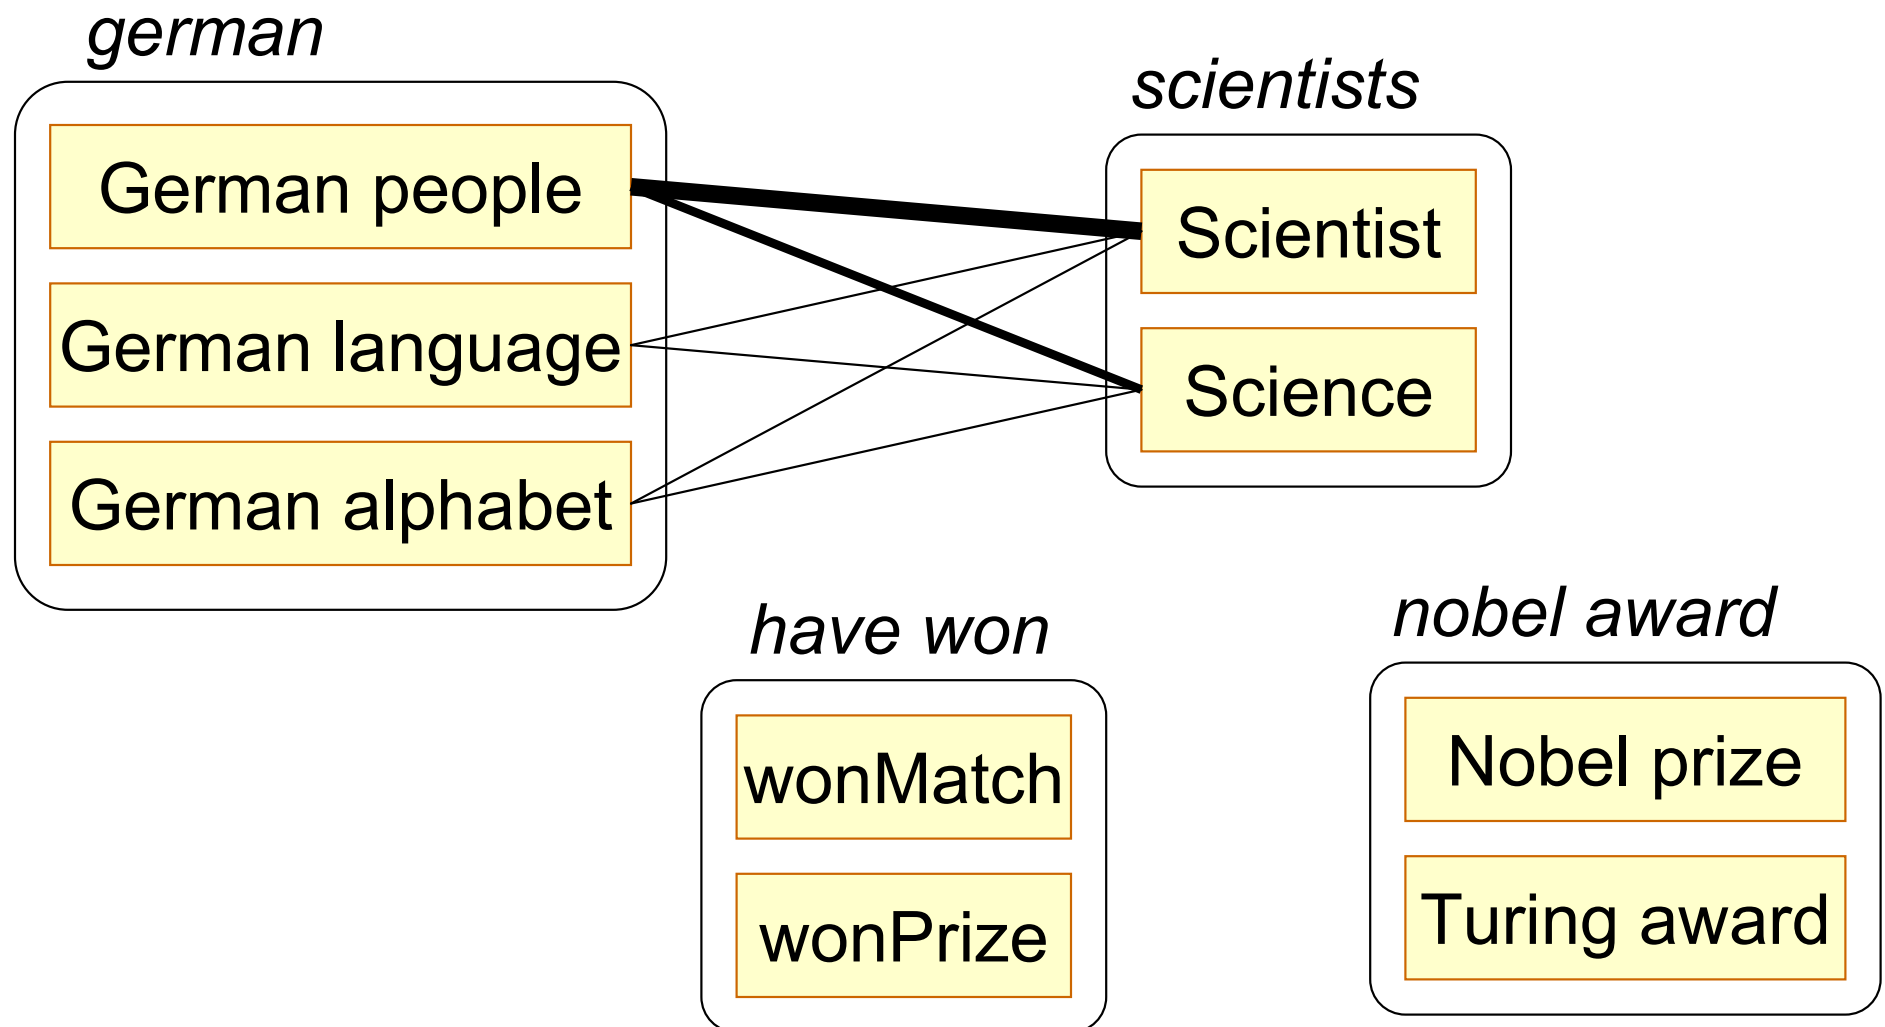 german
German people
German language
German alphabet
scientists
Scientist
Science
have won
wonMatch
wonPrize
nobel award
Nobel prize
Turing award